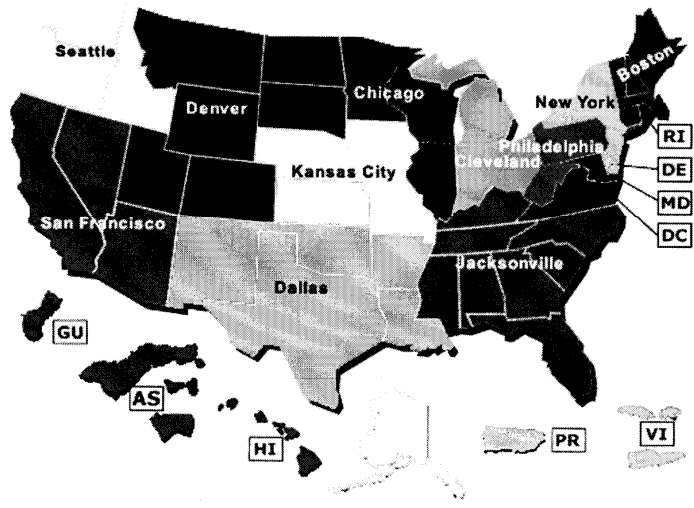 Seattle
Boston
Chicago
Denver
New York
RI
Philadelphia
Cleveland
DE
Kansas City
MD
San Francisco
DC
Jacksonville
Dallas
GU
AS
HI
PR
VI